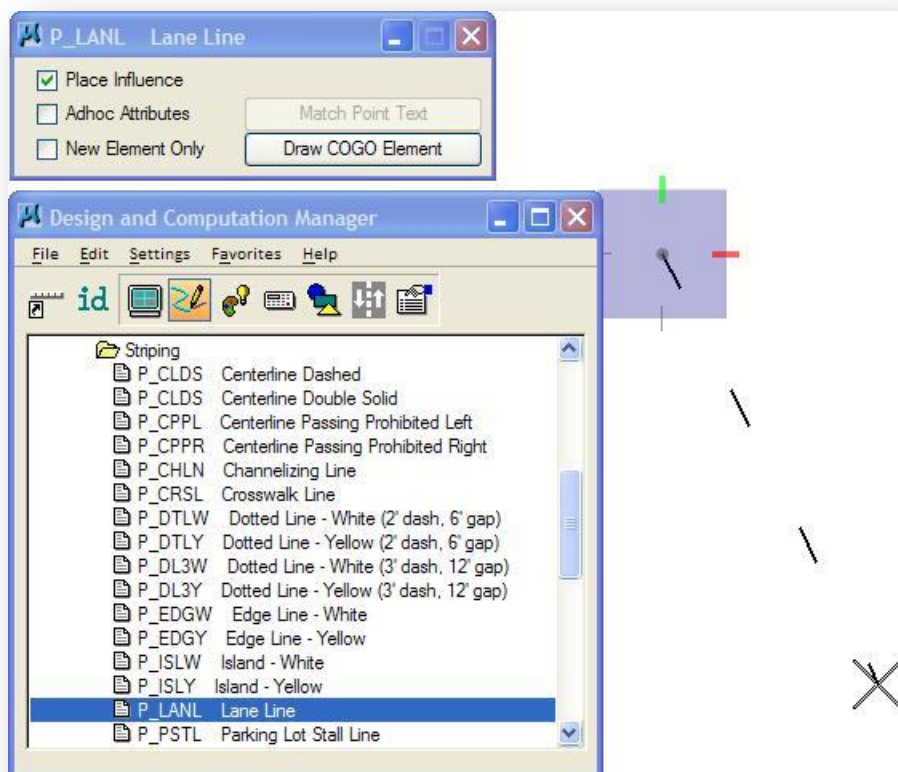 P_LANL Lane Line
Place Influence
Adhoc Attributes
Match Point Text
New Element Only
Draw COGO Element
Design and Computation Manager
File Edit Settings Favorites Help
id
Striping
P_CLDS Centerline Dashed
P_CLDS Centerline Double Solid
P_CPPL Centerline Passing Prohibited Left
P_CPPR Centerline Passing Prohibited Right
P_CHLN Channelizing Line
P_CRSL Crosswalk Line
P_DTLW Dotted Line - White (2' dash, 6' gap)
P_DTLY Dotted Line - Yellow (2' dash, 6' gap)
P_DL3W Dotted Line - White (3' dash, 12' gap)
P_DL3Y Dotted Line - Yellow (3' dash, 12' gap)
P_EDGW Edge Line - White
P_EDGY Edge Line - Yellow
P_ISLW Island - White
P_ISLY Island - Yellow
P_LANL Lane Line
P_PSTL Parking Lot Stall Line